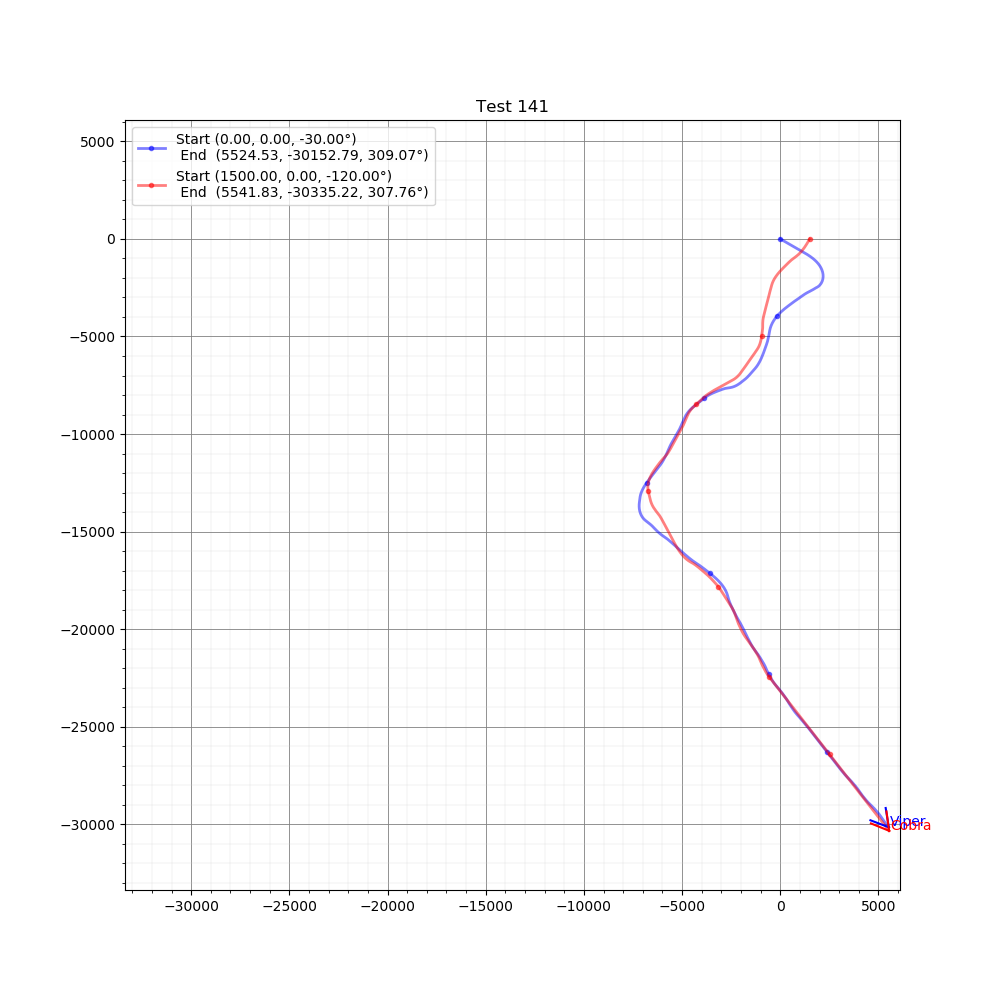 Test 141
Start (0.00, 0.00, -30.00°)
End (5524.53, -30152.79, 309.07°)
Start (1500.00, 0.00, -120.00°)
End (5541.83, -30335.22, 307.76°)
5000
0
−5000
−10000
−15000
−20000
−25000
−30000
Viper
Cobra
−30000
−25000
−20000
−15000
−10000
−5000
0
5000